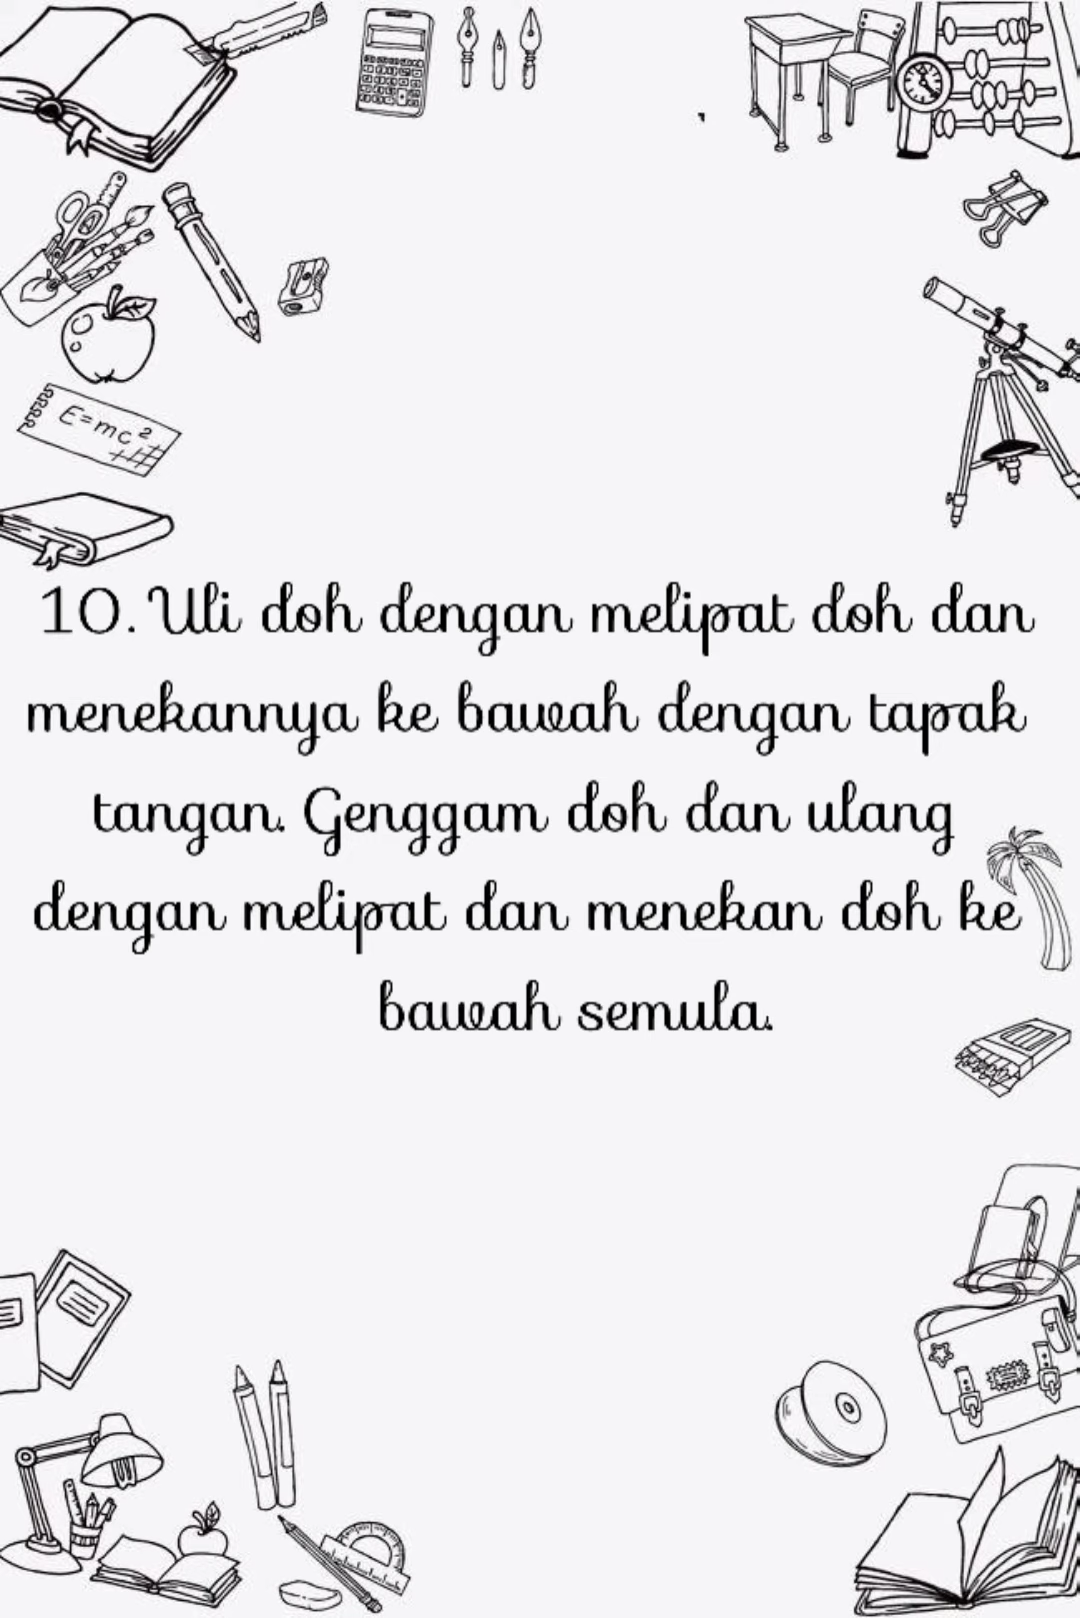 E=mc²
10. Uli doh dengan melipat doh dan
menekannya ke bawah dengan tapak
tangan. Genggam doh dan ulang
dengan melipat dan menekan doh ke
bawah semula.